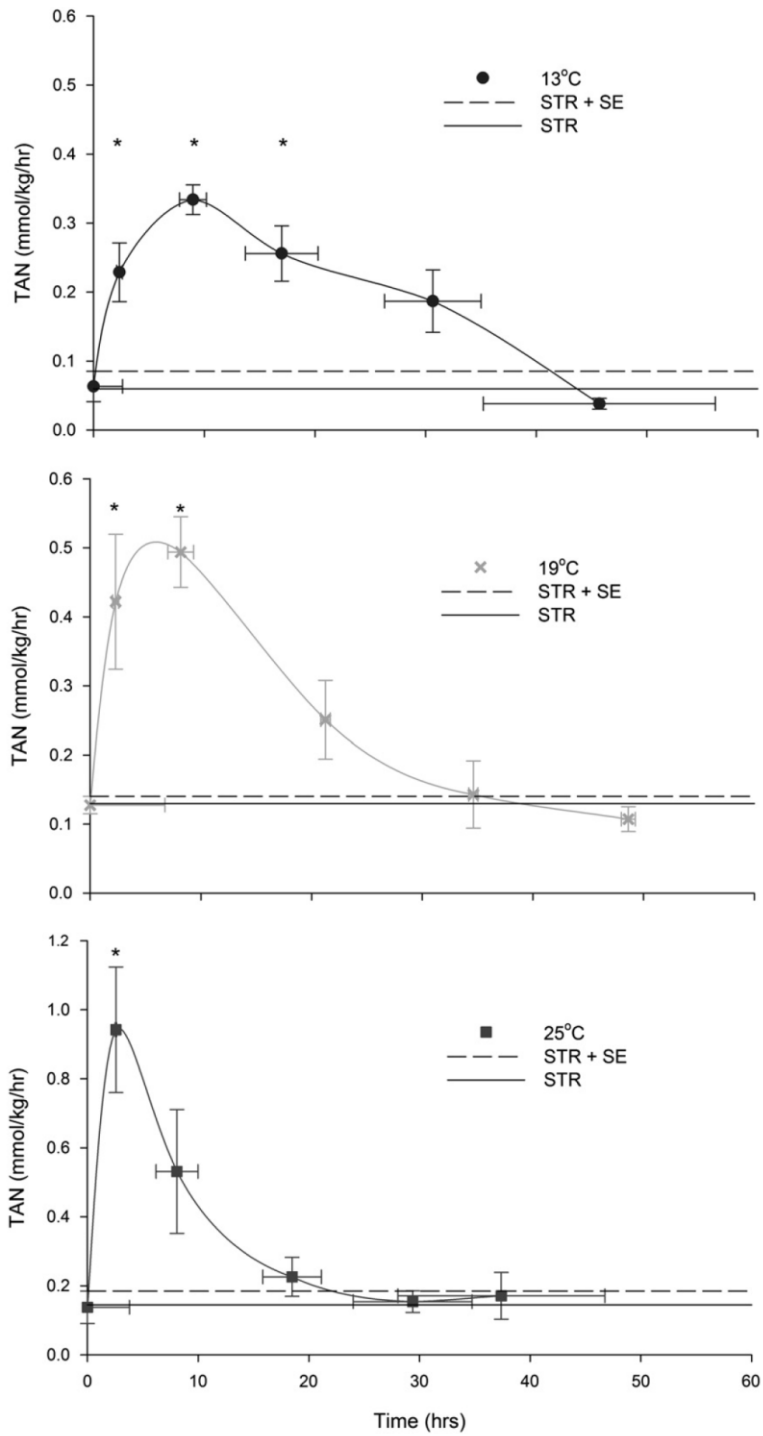 0.6
0.5
0.4
0.3
0.2
0.1
0.0
TAN (mmol/kg/hr)
* * *
13°C
STR + SE
STR
0.6
0.5
0.4
0.3
0.2
0.1
0.0
TAN (mmol/kg/hr)
* *
19°C
STR + SE
STR
1.2
1.0
0.8
0.6
0.4
0.2
0.0
TAN (mmol/kg/hr)
*
25°C
STR + SE
STR
0 10 20 30 40 50 60
Time (hrs)